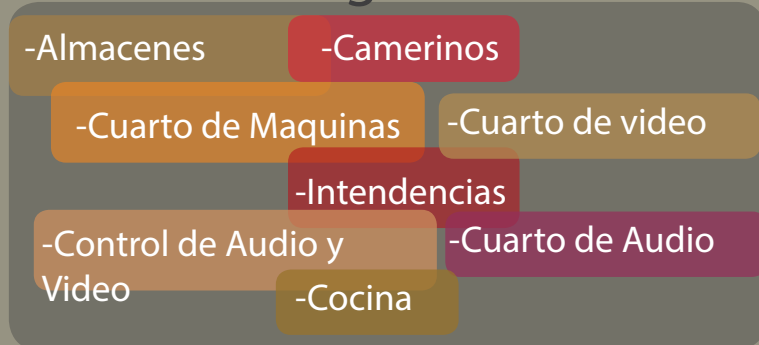 -Almacenes
-Camerinos
-Cuarto de Maquinas
-Cuarto de video
-Intendencias
-Control de Audio y
Video
-Cuarto de Audio
-Cocina